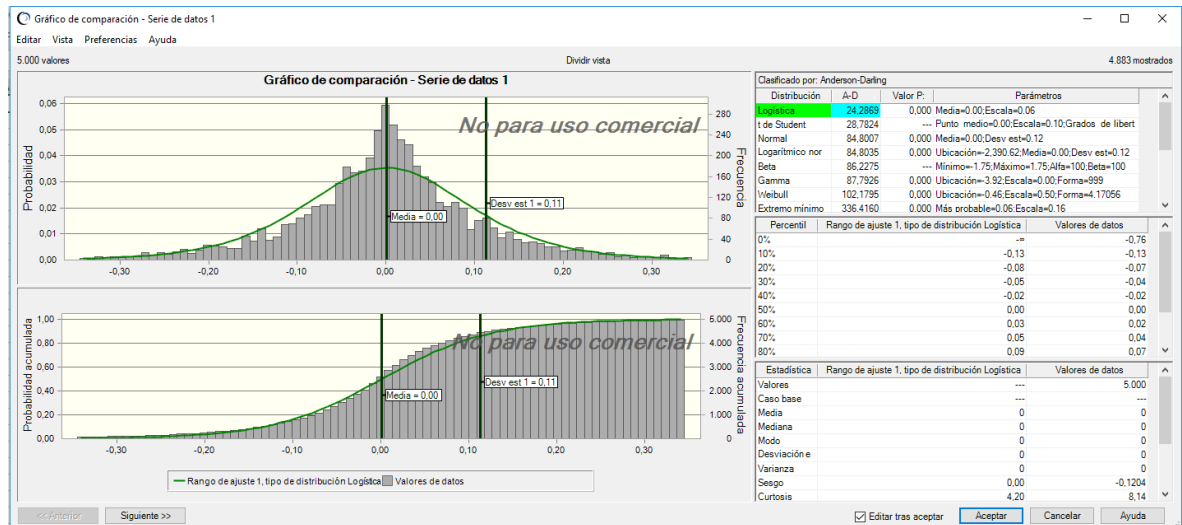 Gráfico de comparación - Serie de datos 1
Editar Vista Preferencias Ayuda
5.000 valores Dividir vista 4.883 mostrados
Gráfico de comparación - Serie de datos 1
No para uso comercial
Probabilidad
0,06
0,05
0,04
0,03
0,02
0,01
0,00
Frecuencia
280
240
200
160
120
80
40
0
Media = 0,00
Desv est 1 = 0,11
-0,30 -0,20 -0,10 0,00 0,10 0,20 0,30
No para uso comercial
Probabilidad acumulada
1,00
0,80
0,60
0,40
0,20
0,00
Frecuencia acumulada
5.000
4.000
3.000
2.000
1.000
0
Media = 0,00
Desv est 1 = 0,11
-0,30 -0,20 -0,10 0,00 0,10 0,20 0,30
Rango de ajuste 1, tipo de distribución Logística Valores de datos
Clasificado por: Anderson-Darling
Distribución A-D Valor P: Parámetros
Logística 24,2869 0,000 Media=0.00;Escala=0.06
t de Student 28,7824 --- Punto medio=0.00;Escala=0.10;Grados de libert
Normal 84,8007 0,000 Media=0.00;Desv est=0.12
Logarítmico nor 84,8035 0,000 Ubicación=-2,390.62;Media=0.00;Desv est=0.12
Beta 86,2275 --- Mínimo=-1.75;Máximo=1.75;Alfa=100;Beta=100
Gamma 87,7926 0,000 Ubicación=-3.92;Escala=0.00;Forma=999
Weibull 102,1795 0,000 Ubicación=-0.46;Escala=0.50;Forma=4.17056
Extremo mínimo 336,4160 0,000 Más probable=0.06;Escala=0.16
Percentil Rango de ajuste 1, tipo de distribución Logística Valores de datos
0% -∞ -0,76
10% -0,13 -0,13
20% -0,08 -0,07
30% -0,05 -0,04
40% -0,02 -0,02
50% 0,00 0,00
60% 0,03 0,02
70% 0,05 0,04
80% 0,09 0,07
Estadística Rango de ajuste 1, tipo de distribución Logística Valores de datos
Valores --- 5.000
Caso base --- ---
Media 0 0
Mediana 0 0
Modo 0 0
Desviación e 0 0
Varianza 0 0
Sesgo 0,00 -0,1204
Curtosis 4,20 8,14
<< Anterior Siguiente >> Editar tras aceptar Aceptar Cancelar Ayuda